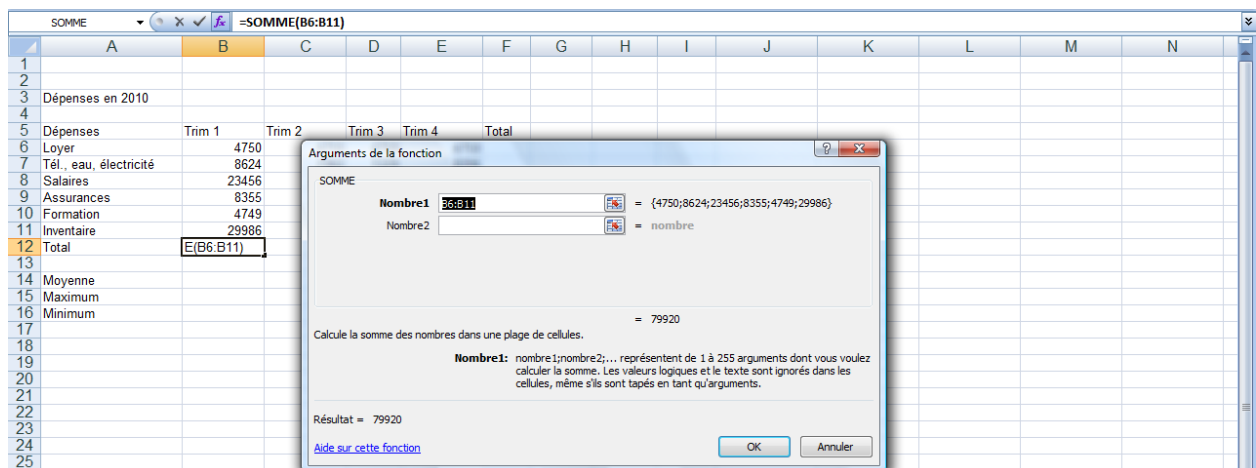 SOMME =SOMME(B6:B11)
A B C D E F G H I J K L M N
1
2
3 Dépenses en 2010
4
5 Dépenses Trim 1 Trim 2 Trim 3 Trim 4 Total
6 Loyer 4750
7 Tél., eau, électricité 8624
8 Salaires 23456
9 Assurances 8355
10 Formation 4749
11 Inventaire 29986
12 Total E(B6:B11)
13
14 Moyenne
15 Maximum
16 Minimum
17
18
19
20
21
22
23
24
25
Arguments de la fonction
SOMME
Nombre1 B6:B11 = {4750;8624;23456;8355;4749;29986}
Nombre2 = nombre
= 79920
Calcule la somme des nombres dans une plage de cellules.
Nombre1: nombre1;nombre2;... représentent de 1 à 255 arguments dont vous voulez
calculer la somme. Les valeurs logiques et le texte sont ignorés dans les
cellules, même s'ils sont tapés en tant qu'arguments.
Résultat = 79920
Aide sur cette fonction OK Annuler